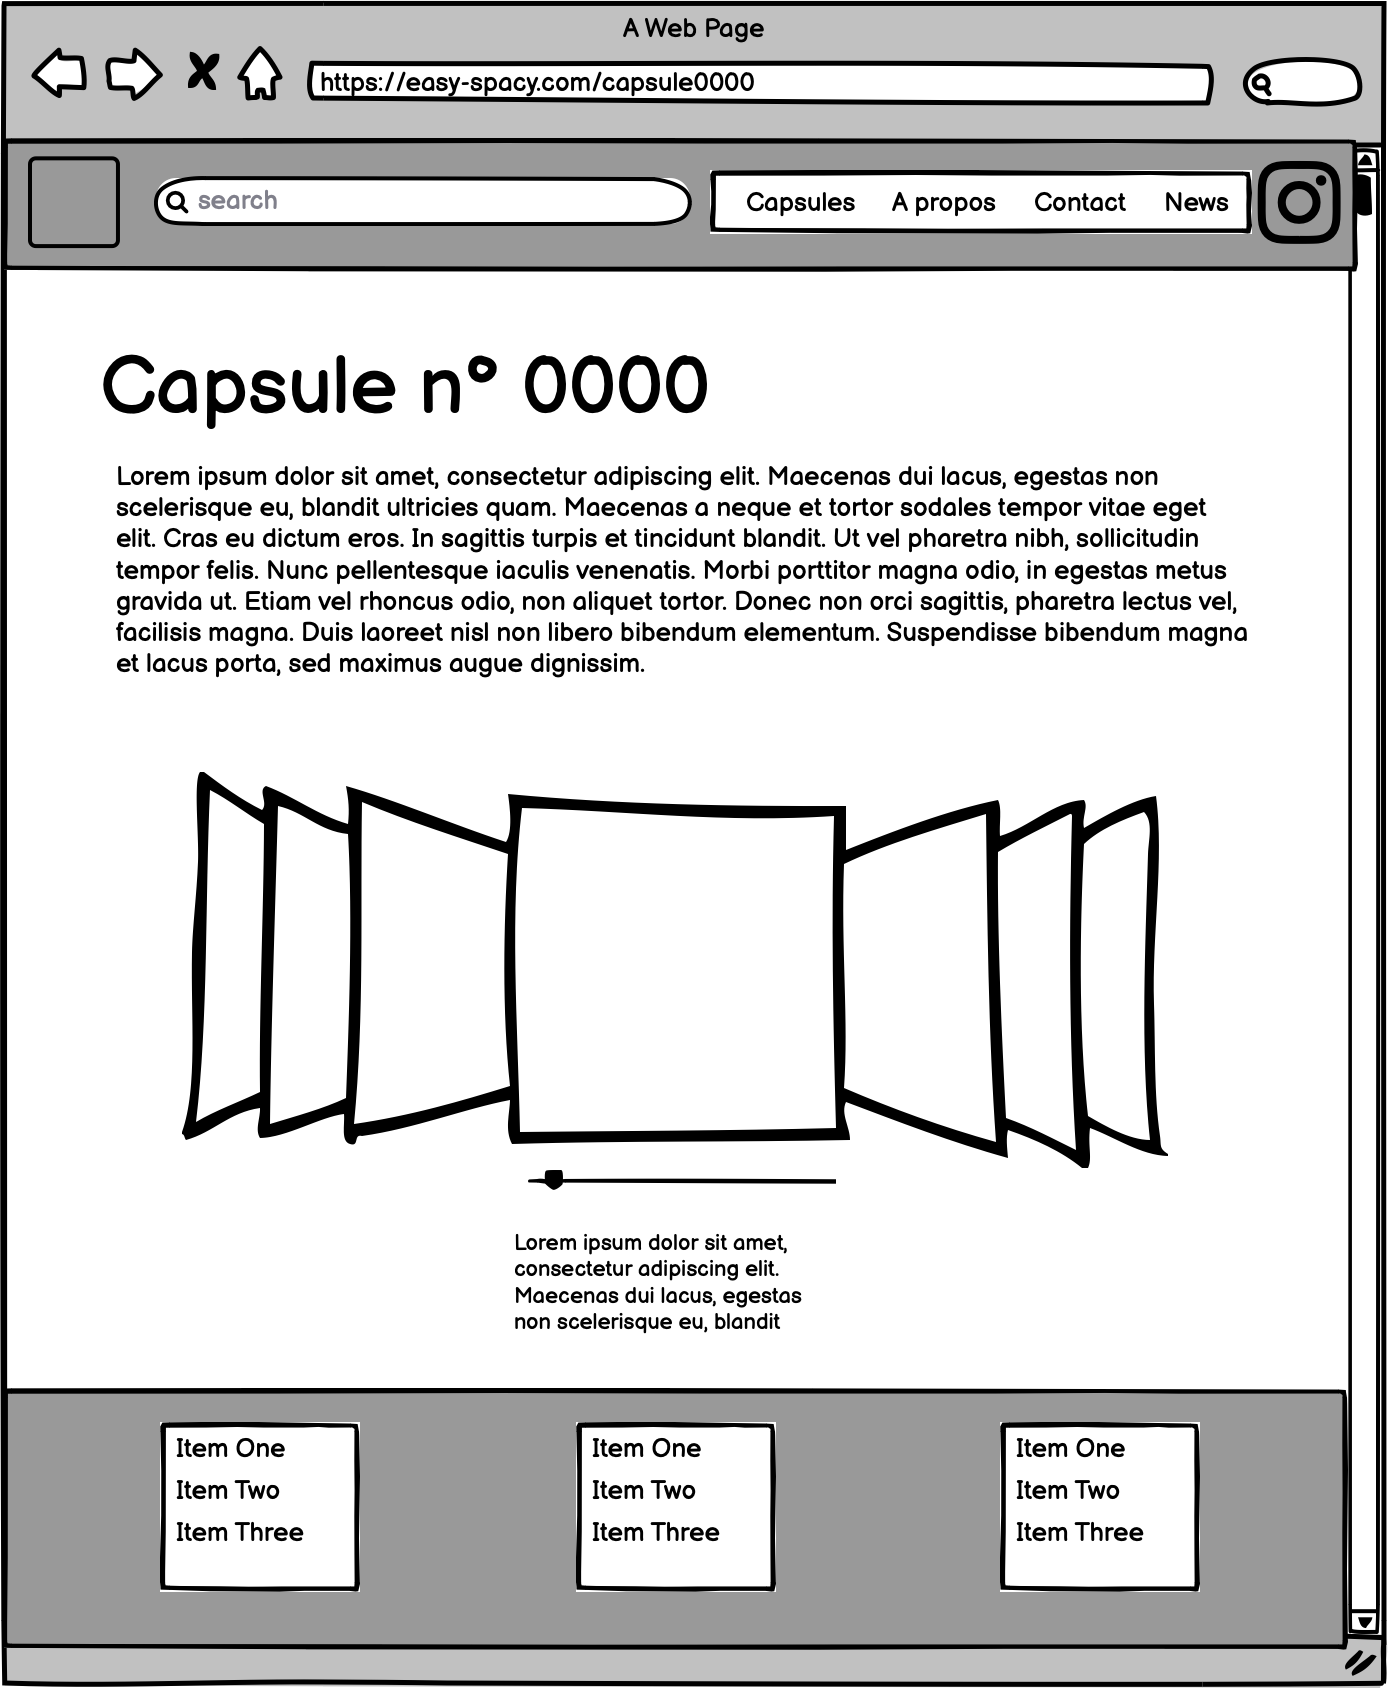 A Web Page
https://easy-spacy.com/capsule0000
search
Capsules A propos Contact News
Capsule n° 0000
Lorem ipsum dolor sit amet, consectetur adipiscing elit. Maecenas dui lacus, egestas non
scelerisque eu, blandit ultricies quam. Maecenas a neque et tortor sodales tempor vitae eget
elit. Cras eu dictum eros. In sagittis turpis et tincidunt blandit. Ut vel pharetra nibh, sollicitudin
tempor felis. Nunc pellentesque iaculis venenatis. Morbi porttitor magna odio, in egestas metus
gravida ut. Etiam vel rhoncus odio, non aliquet tortor. Donec non orci sagittis, pharetra lectus vel,
facilisis magna. Duis laoreet nisl non libero bibendum elementum. Suspendisse bibendum magna
et lacus porta, sed maximus augue dignissim.
Lorem ipsum dolor sit amet,
consectetur adipiscing elit.
Maecenas dui lacus, egestas
non scelerisque eu, blandit
Item One
Item Two
Item Three
Item One
Item Two
Item Three
Item One
Item Two
Item Three